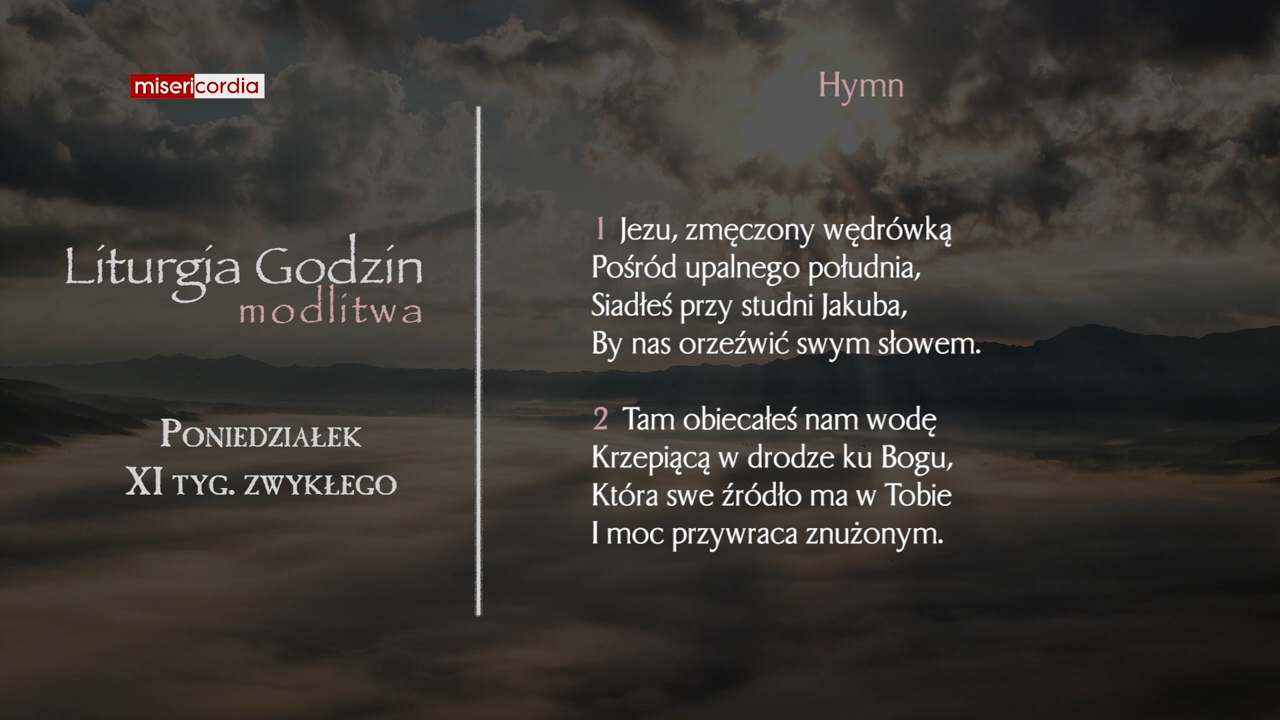 misericordia
Liturgia Godzin
modlitwa
Poniedziałek
XI tyg. zwykłego
Hymn
1 Jezu, zmęczony wędrówką
Pośród upalnego południa,
Siadłeś przy studni Jakuba,
By nas orzeźwić swym słowem.
2 Tam obiecałeś nam wodę
Krzepiącą w drodze ku Bogu,
Która swe źródło ma w Tobie
I moc przywraca znużonym.